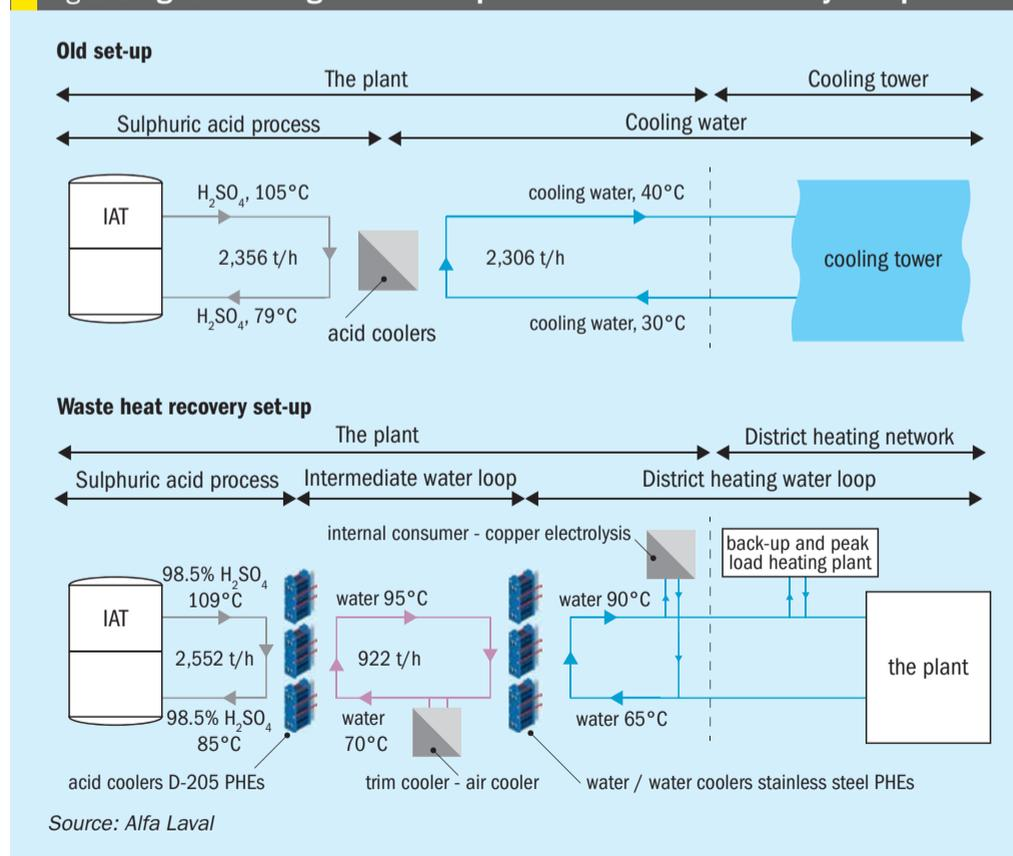 Old set-up
The plant
Cooling tower
Sulphuric acid process
Cooling water
H₂SO₄, 105°C
cooling water, 40°C
IAT
2,356 t/h
2,306 t/h
cooling tower
H₂SO₄, 79°C
cooling water, 30°C
acid coolers
Waste heat recovery set-up
The plant
District heating network
Sulphuric acid process
Intermediate water loop
District heating water loop
internal consumer - copper electrolysis
back-up and peak
load heating plant
98.5% H₂SO₄
109°C
water 95°C
water 90°C
IAT
2,552 t/h
922 t/h
the plant
98.5% H₂SO₄
85°C
water
70°C
water 65°C
acid coolers D-205 PHEs
trim cooler - air cooler
water / water coolers stainless steel PHEs
Source: Alfa Laval